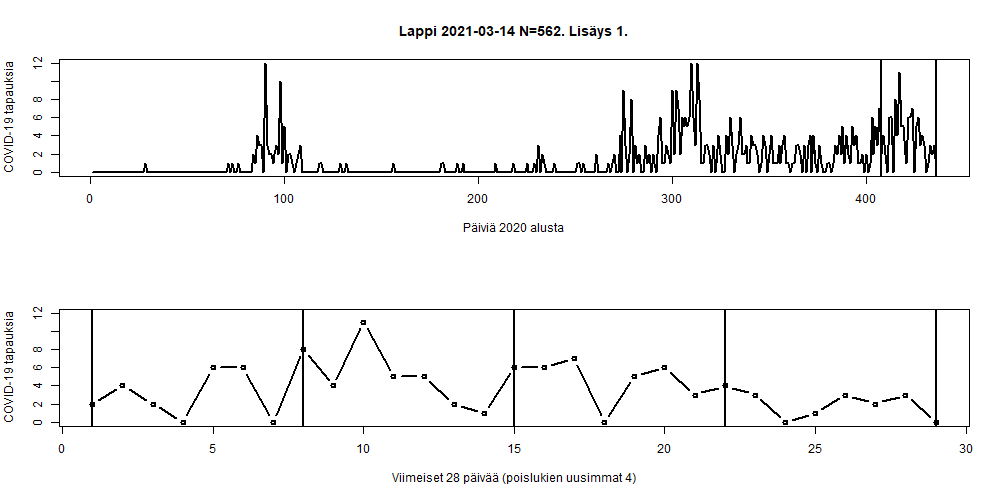 Lappi 2021-03-14 N=562. Lisäys 1.
COVID-19 tapauksia
12
8
6
4
2
0
0 100 200 300 400
Päiviä 2020 alusta
COVID-19 tapauksia
12
8
6
4
2
0
0 5 10 15 20 25 30
Viimeiset 28 päivää (poislukien uusimmat 4)